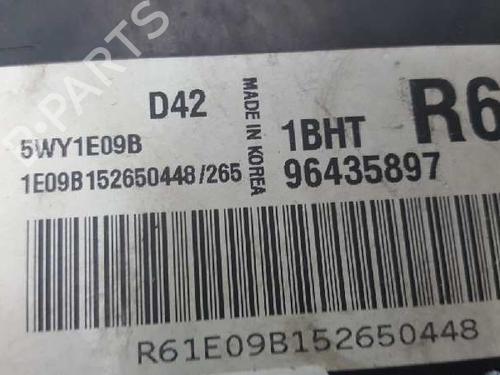 B PARTS
D42
5WY1E09B
1E09B152650448/265
MADE IN KOREA
1BHT
R6
96435897
R61E09B152650448